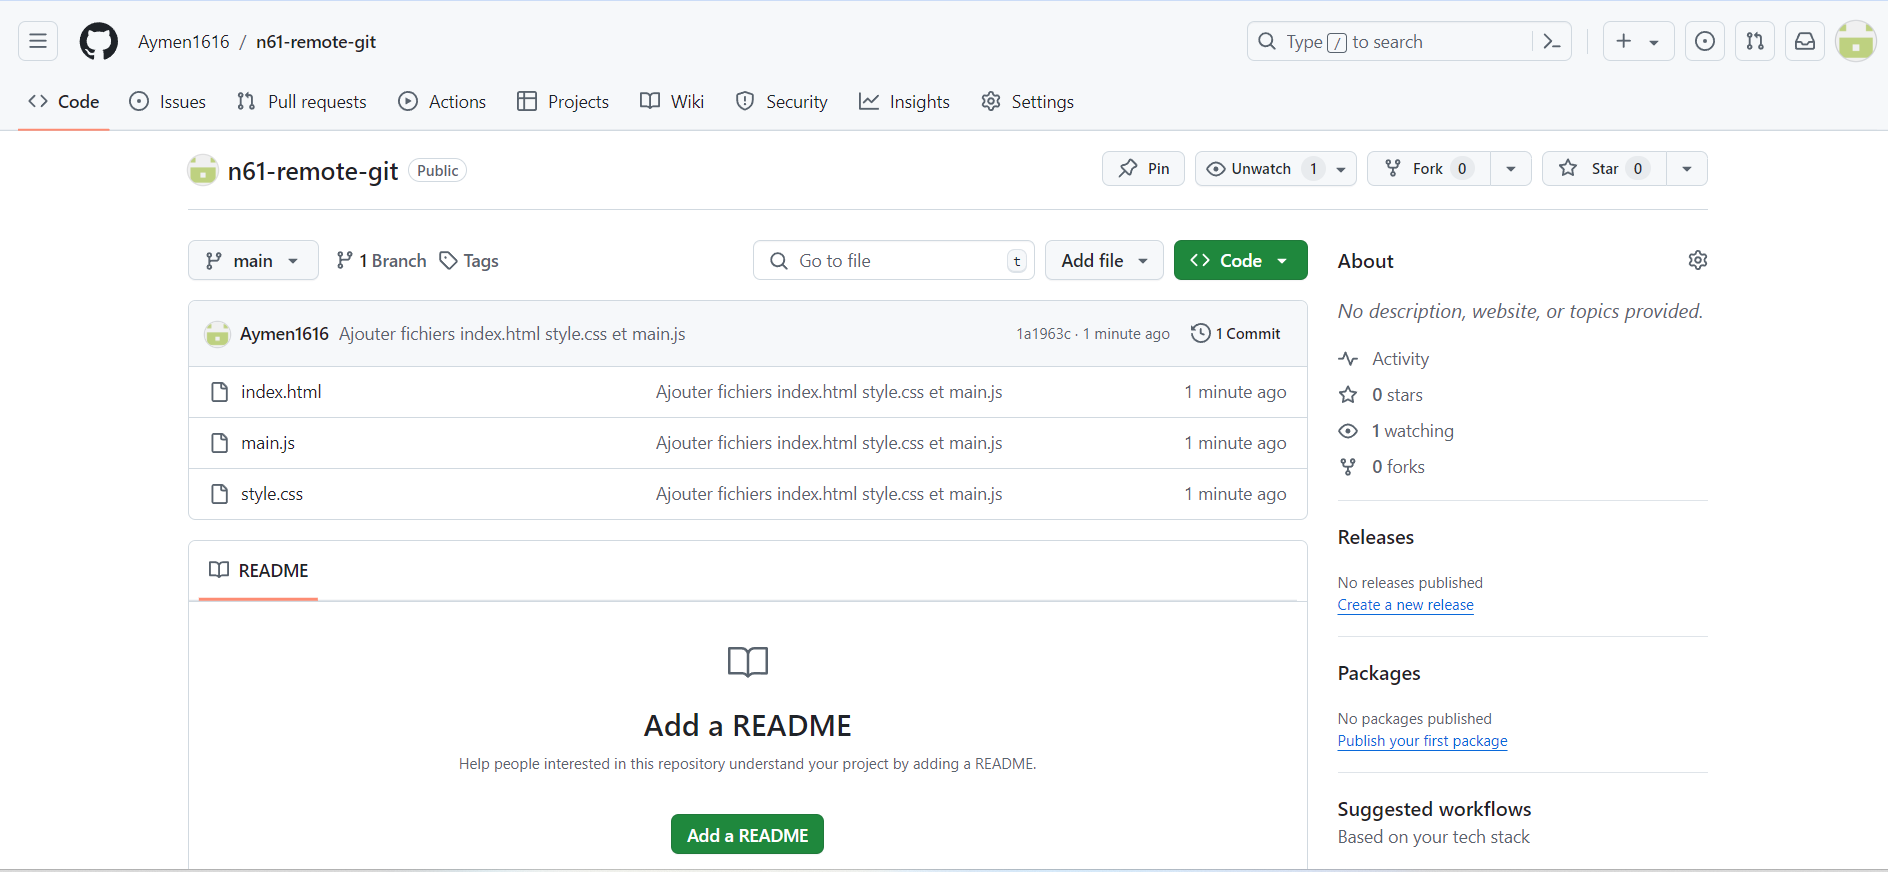 Aymen1616 / n61-remote-git
Type / to search
Code Issues Pull requests Actions Projects Wiki Security Insights Settings
n61-remote-git Public
Pin Unwatch 1 Fork 0 Star 0
main 1 Branch Tags
Go to file t Add file Code
Aymen1616 Ajouter fichiers index.html style.css et main.js 1a1963c · 1 minute ago 1 Commit
index.html Ajouter fichiers index.html style.css et main.js 1 minute ago
main.js Ajouter fichiers index.html style.css et main.js 1 minute ago
style.css Ajouter fichiers index.html style.css et main.js 1 minute ago
README
Add a README
Help people interested in this repository understand your project by adding a README.
Add a README
About
No description, website, or topics provided.
Activity
0 stars
1 watching
0 forks
Releases
No releases published
Create a new release
Packages
No packages published
Publish your first package
Suggested workflows
Based on your tech stack